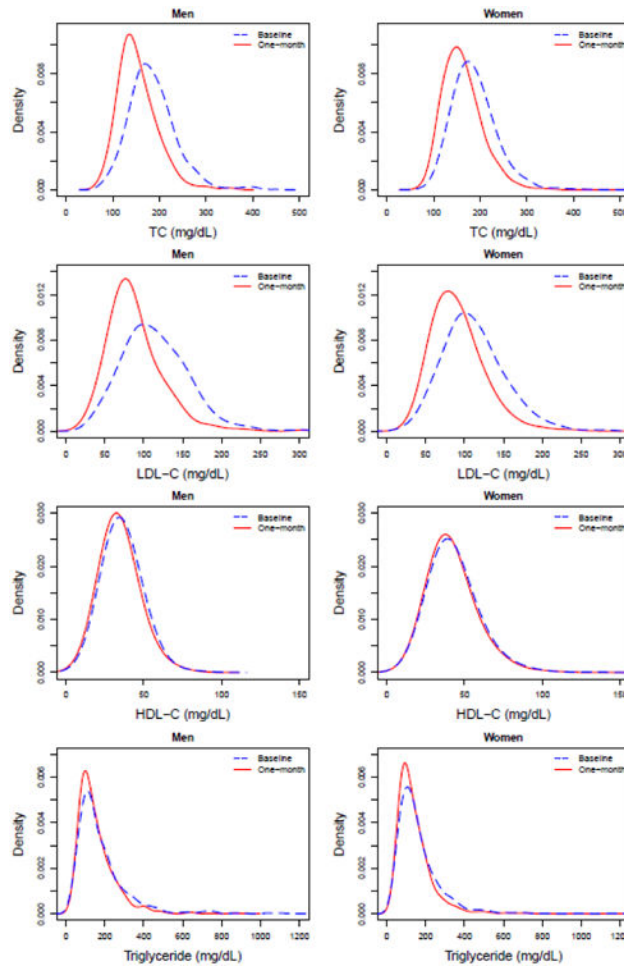 Men
Baseline
One-month
Density
0.008
0.004
0.000
0 100 200 300 400 500
TC (mg/dL)
Women
Baseline
One-month
Density
0.008
0.004
0.000
0 100 200 300 400 500
TC (mg/dL)
Men
Baseline
One-month
Density
0.012
0.008
0.004
0.000
0 50 100 150 200 250 300
LDL-C (mg/dL)
Women
Baseline
One-month
Density
0.012
0.008
0.004
0.000
0 50 100 150 200 250 300
LDL-C (mg/dL)
Men
Baseline
One-month
Density
0.030
0.020
0.010
0.000
0 50 100 150
HDL-C (mg/dL)
Women
Baseline
One-month
Density
0.030
0.020
0.010
0.000
0 50 100 150
HDL-C (mg/dL)
Men
Baseline
One-month
Density
0.006
0.004
0.002
0.000
0 200 400 600 800 1000 1200
Triglyceride (mg/dL)
Women
Baseline
One-month
Density
0.006
0.004
0.002
0.000
0 200 400 600 800 1000 1200
Triglyceride (mg/dL)